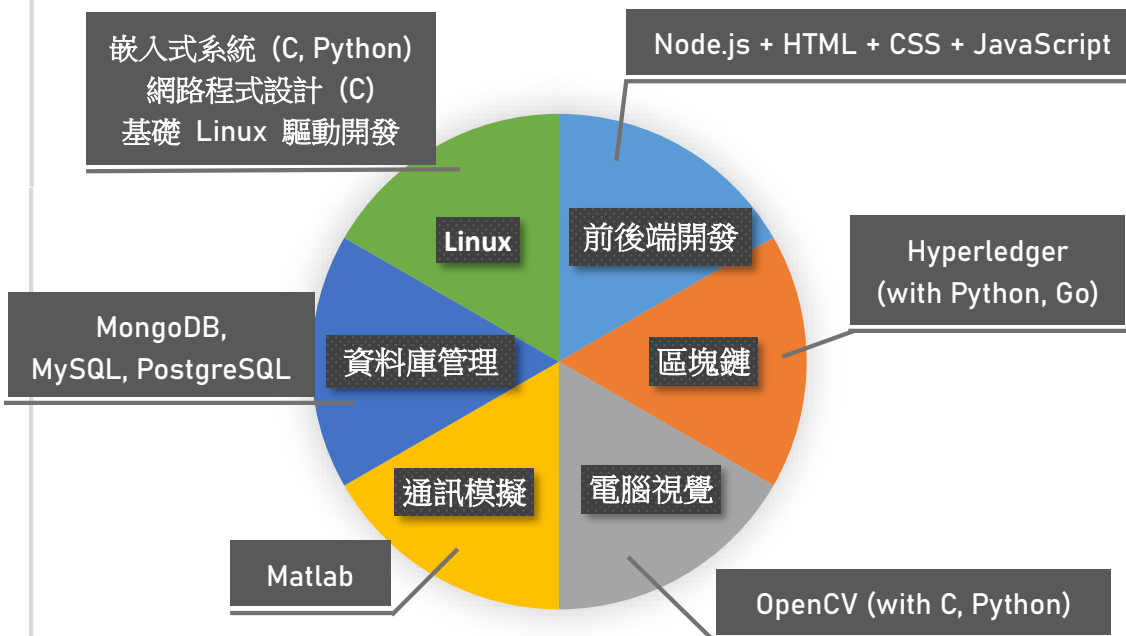 嵌入式系統 (C, Python)
網路程式設計 (C)
基礎 Linux 驅動開發
Node.js + HTML + CSS + JavaScript
Linux
前後端開發
Hyperledger
(with Python, Go)
MongoDB,
MySQL, PostgreSQL
資料庫管理
區塊鏈
通訊模擬
電腦視覺
Matlab
OpenCV (with C, Python)